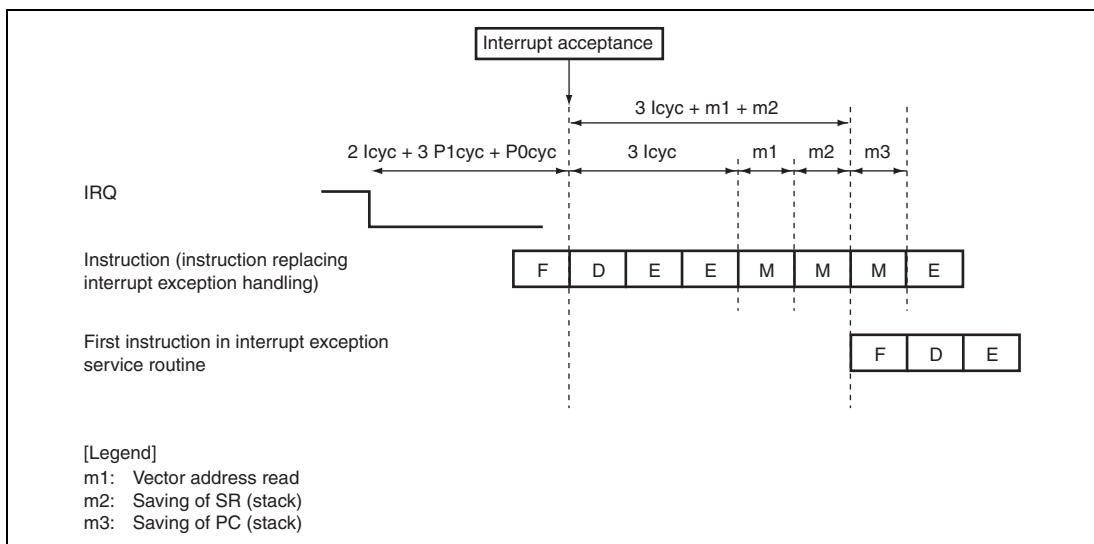 Interrupt acceptance
3 Icyc + m1 + m2
2 Icyc + 3 P1cyc + P0cyc
3 Icyc
m1
m2
m3
IRQ
Instruction (instruction replacing
interrupt exception handling)
F D E E M M M E
First instruction in interrupt exception
service routine
F D E
[Legend]
m1: Vector address read
m2: Saving of SR (stack)
m3: Saving of PC (stack)